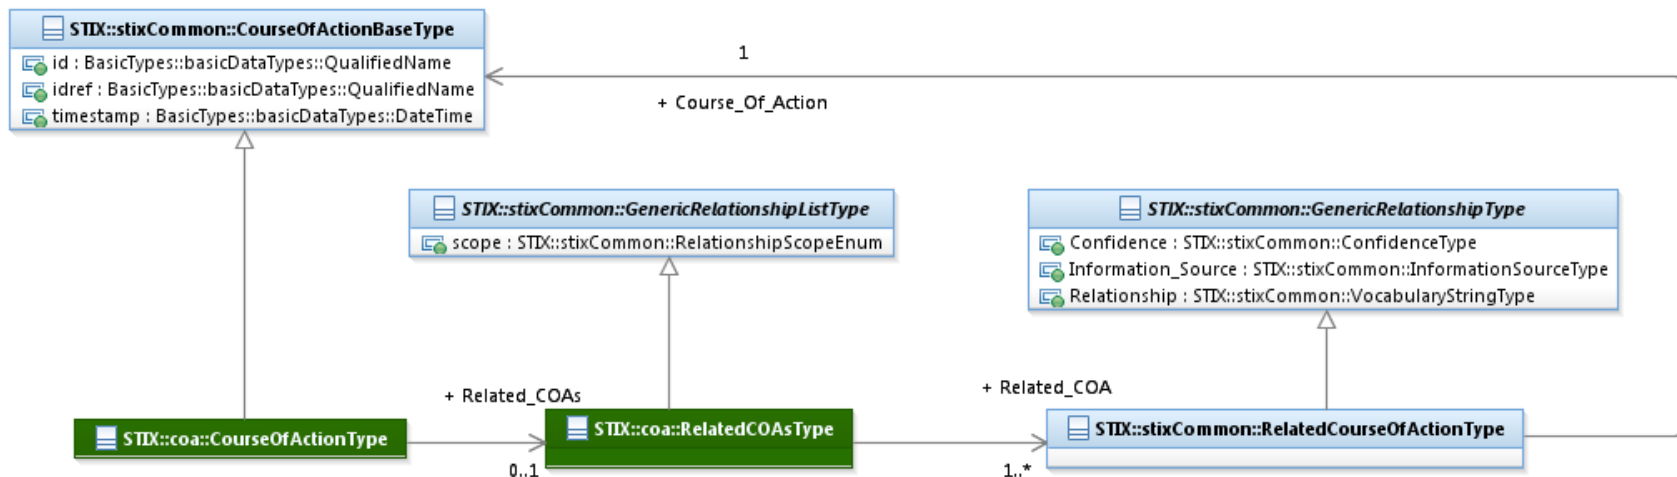 STIX::stixCommon::CourseOfActionBaseType
id : BasicTypes::basicDataTypes::QualifiedName
idref : BasicTypes::basicDataTypes::QualifiedName
timestamp : BasicTypes::basicDataTypes::DateTime
1
+ Course_Of_Action
STIX::stixCommon::GenericRelationshipListType
scope : STIX::stixCommon::RelationshipScopeEnum
STIX::stixCommon::GenericRelationshipType
Confidence : STIX::stixCommon::ConfidenceType
Information_Source : STIX::stixCommon::InformationSourceType
Relationship : STIX::stixCommon::VocabularyStringType
+ Related_COAs
+ Related_COA
STIX::coa::CourseOfActionType
STIX::coa::RelatedCOAsType
STIX::stixCommon::RelatedCourseOfActionType
0..1
1..*